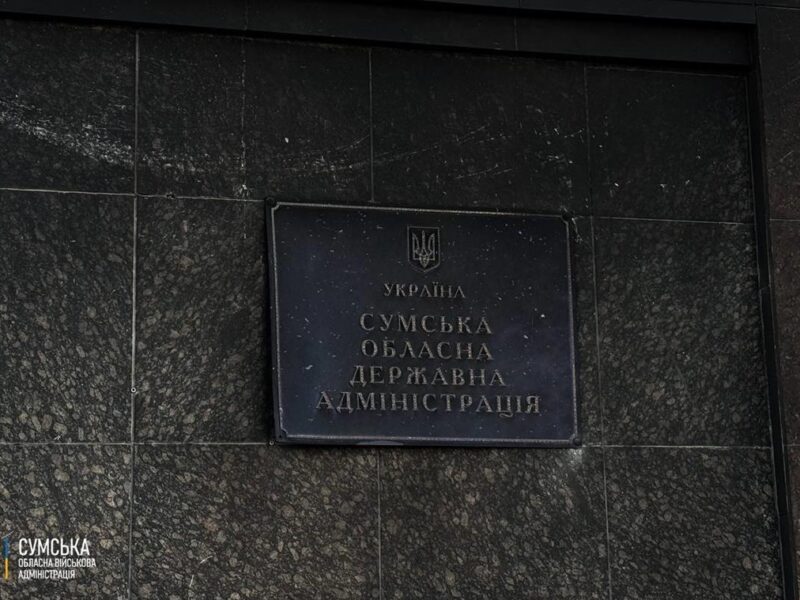 УКРАЇНА
СУМСЬКА
ОБЛАСНА
ДЕРЖАВНА
АДМІНІСТРАЦІЯ
СУМСЬКА
ОБЛАСНА ВІЙСЬКОВА
АДМІНІСТРАЦІЯ